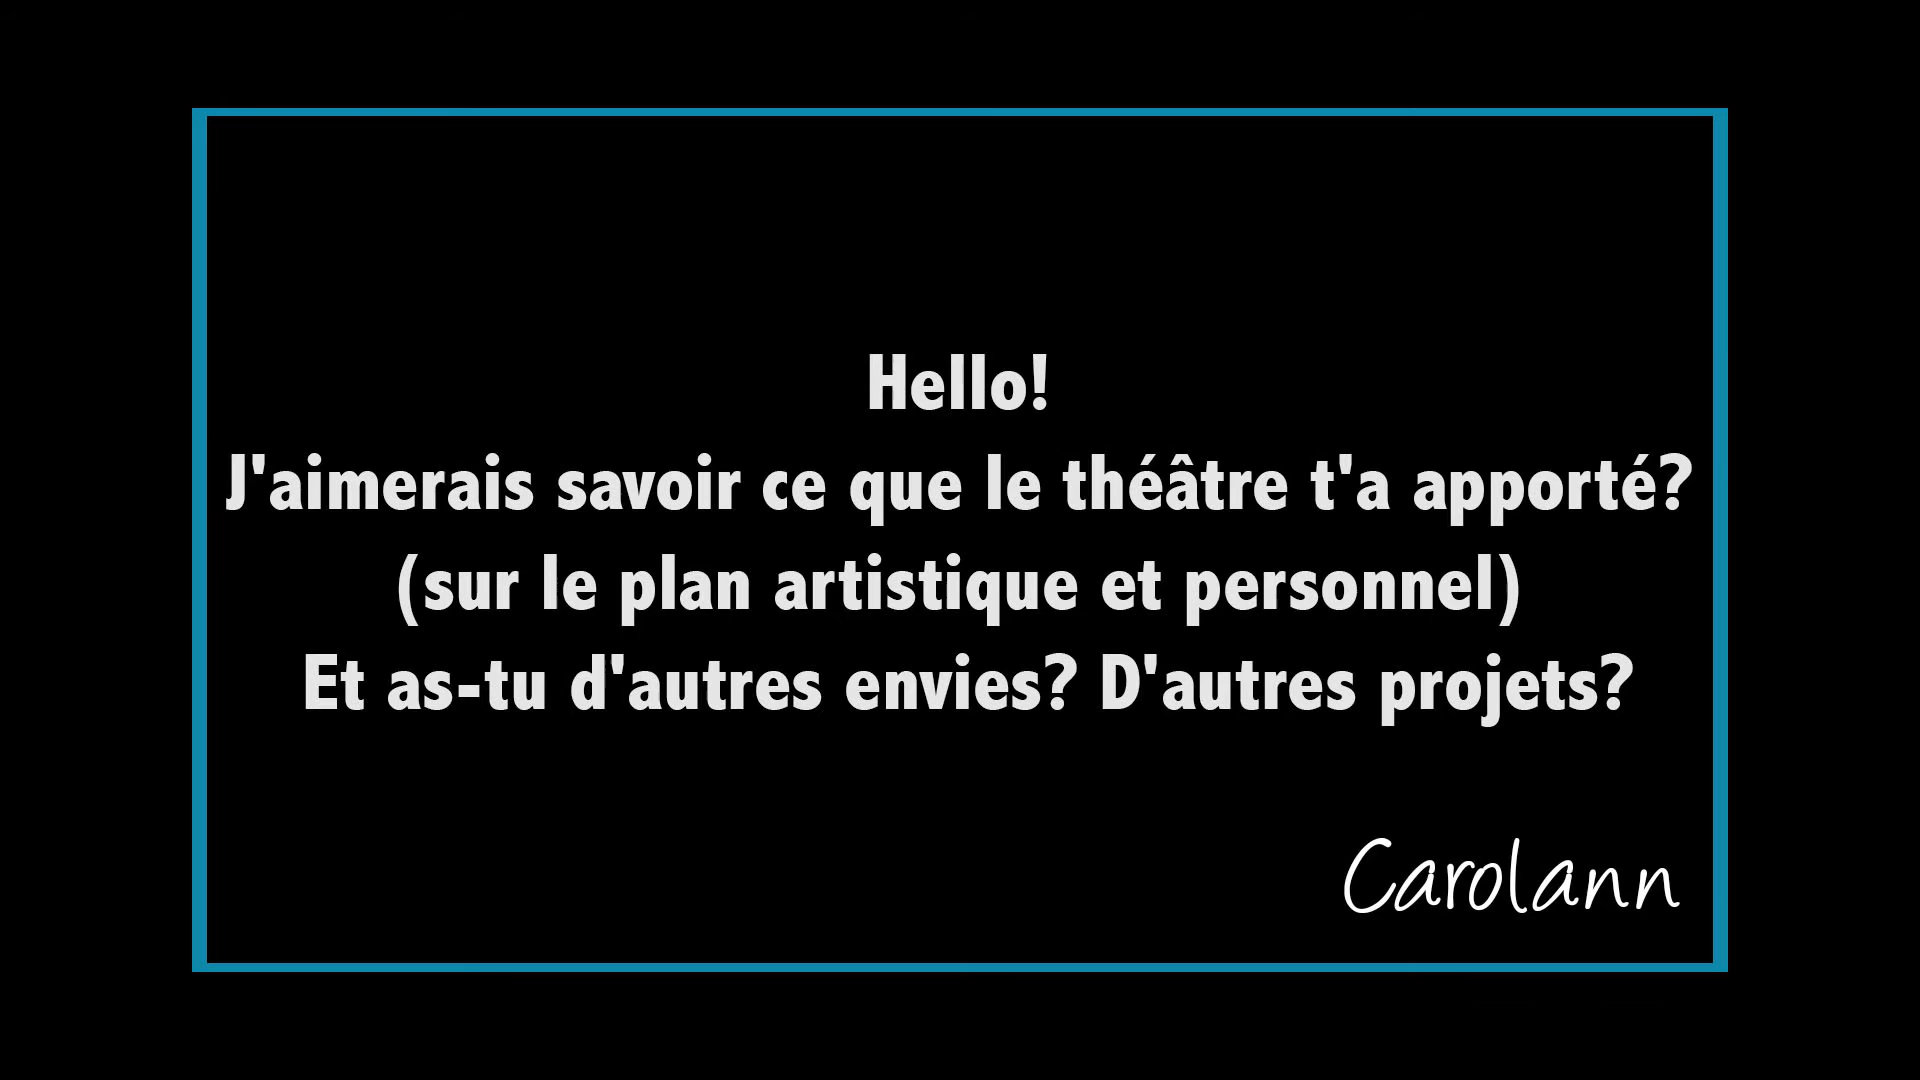 Hello!
J'aimerais savoir ce que le théâtre t'a apporté?
(sur le plan artistique et personnel)
Et as-tu d'autres envies? D'autres projets?
Carolann